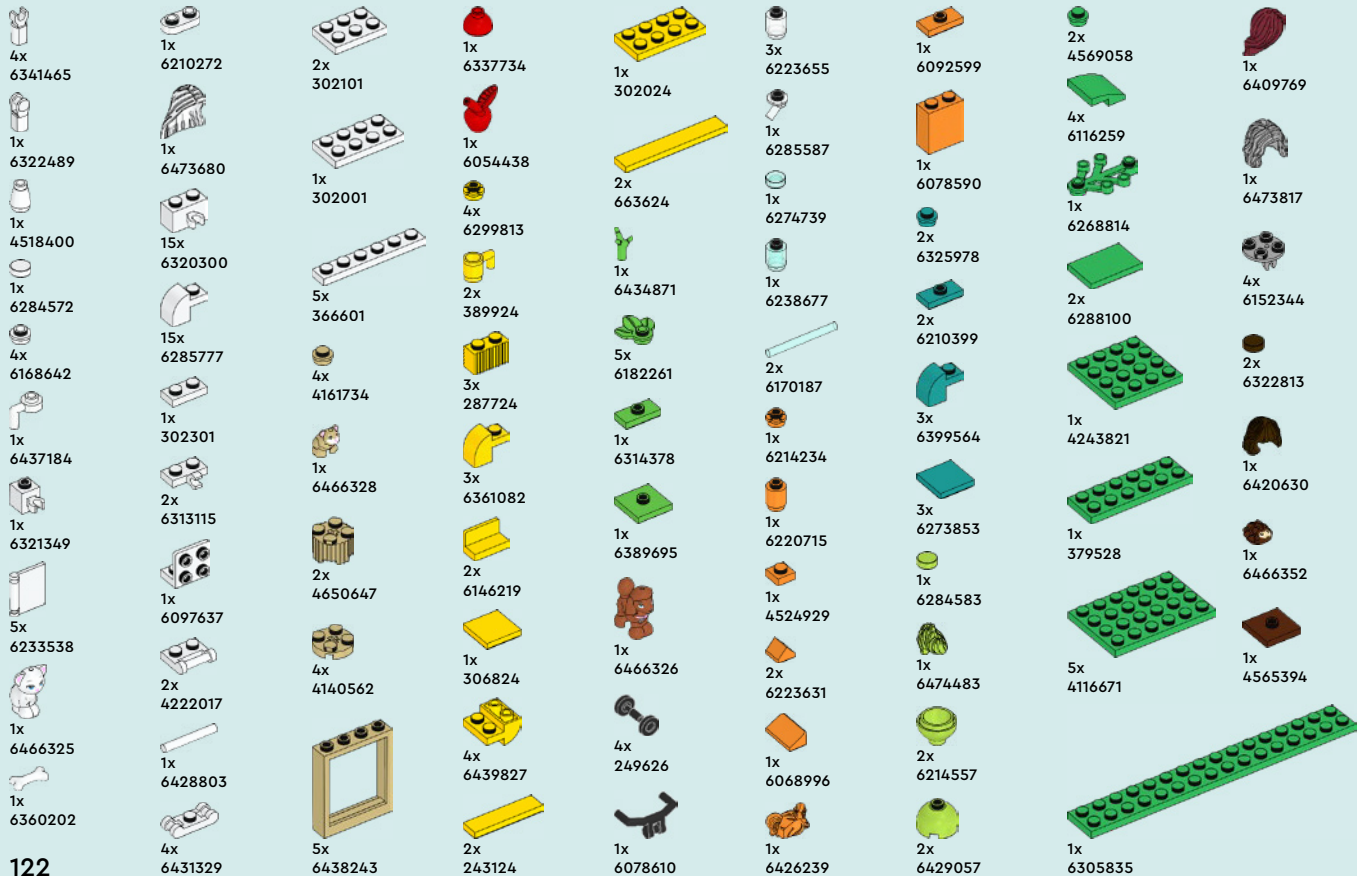 4x
6341465
1x
6322489
1x
4518400
1x
6284572
4x
6168642
1x
6437184
1x
6321349
5x
6233538
1x
6466325
1x
6360202
122
1x
6210272
1x
6473680
15x
6320300
15x
6285777
1x
302301
2x
6313115
1x
6097637
2x
4222017
1x
6428803
4x
6431329
2x
302101
1x
302001
5x
366601
4x
4161734
1x
6466328
2x
4650647
4x
4140562
5x
6438243
1x
6337734
1x
6054438
4x
6299813
2x
389924
3x
287724
3x
6361082
2x
6146219
1x
306824
4x
6439827
2x
243124
1x
302024
2x
663624
1x
6434871
5x
6182261
1x
6314378
1x
6389695
1x
6466326
4x
249626
1x
6078610
3x
6223655
1x
6285587
1x
6274739
1x
6238677
2x
6170187
1x
6214234
1x
6220715
1x
4524929
2x
6223631
1x
6068996
1x
6426239
1x
6092599
1x
6078590
2x
6325978
2x
6210399
3x
6399564
3x
6273853
1x
6284583
1x
6474483
2x
6214557
2x
6429057
2x
4569058
4x
6116259
1x
6268814
2x
6288100
1x
4243821
1x
379528
5x
4116671
1x
6305835
1x
6409769
1x
6473817
4x
6152344
2x
6322813
1x
6420630
1x
6466352
1x
4565394